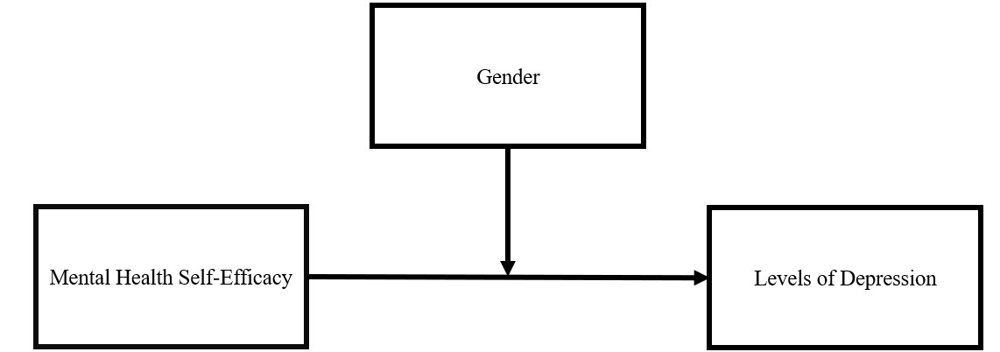 Gender
Mental Health Self-Efficacy
Levels of Depression